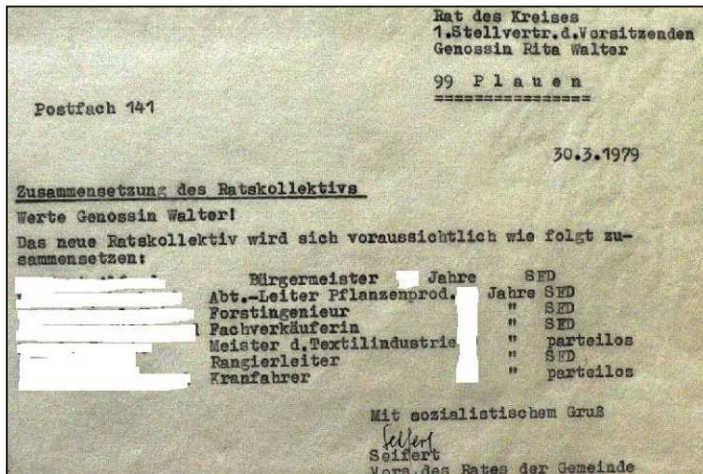 Rat des Kreises
1.Stellvertr.d.Vorsitzenden
Genossin Rita Walter
99 P l a u e n
================
Postfach 141
30.3.1979
Zusammensetzung des Ratskollektivs
Werte Genossin Walter!
Das neue Ratskollektiv wird sich voraussichtlich wie folgt zu-
sammensetzen:
Bürgermeister Jahre SED
Abt.-Leiter Pflanzenprod. Jahre SED
Forstingenieur " SED
Fachverkäuferin " SED
Meister d.Textilindustrie " parteilos
Rangierleiter " SED
Kranfahrer " parteilos
Mit sozialistischem Gruß
Seifert
Seifert
Vors.des Rates der Gemeinde